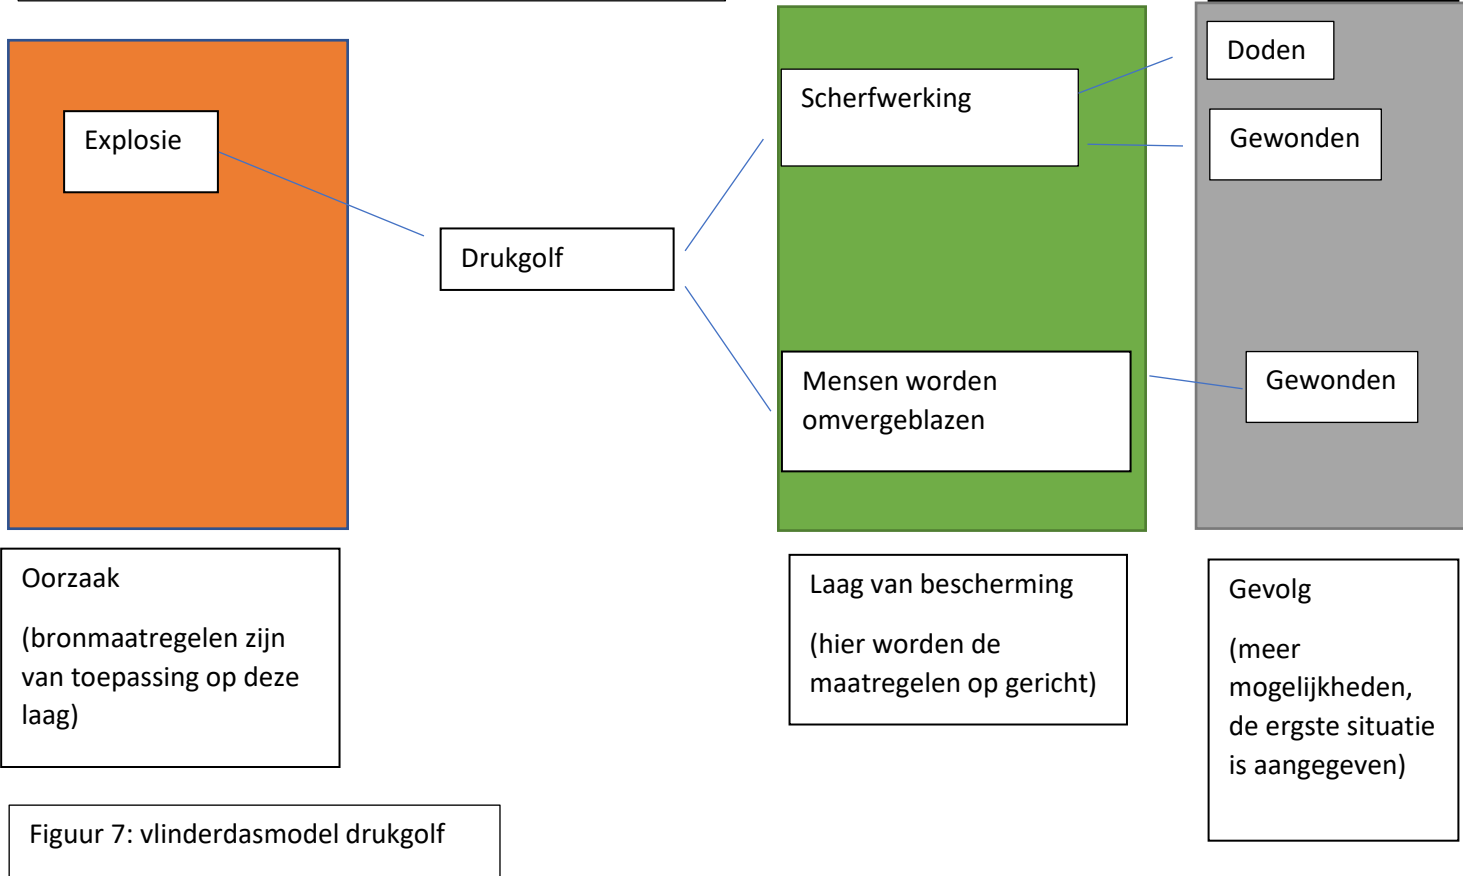 Explosie
Drukgolf
Scherfwerking
Mensen worden
omvergeblazen
Doden
Gewonden
Gewonden
Oorzaak
(bronmaatregelen zijn
van toepassing op deze
laag)
Laag van bescherming
(hier worden de
maatregelen op gericht)
Gevolg
(meer
mogelijkheden,
de ergste situatie
is aangegeven)
Figuur 7: vlinderdasmodel drukgolf